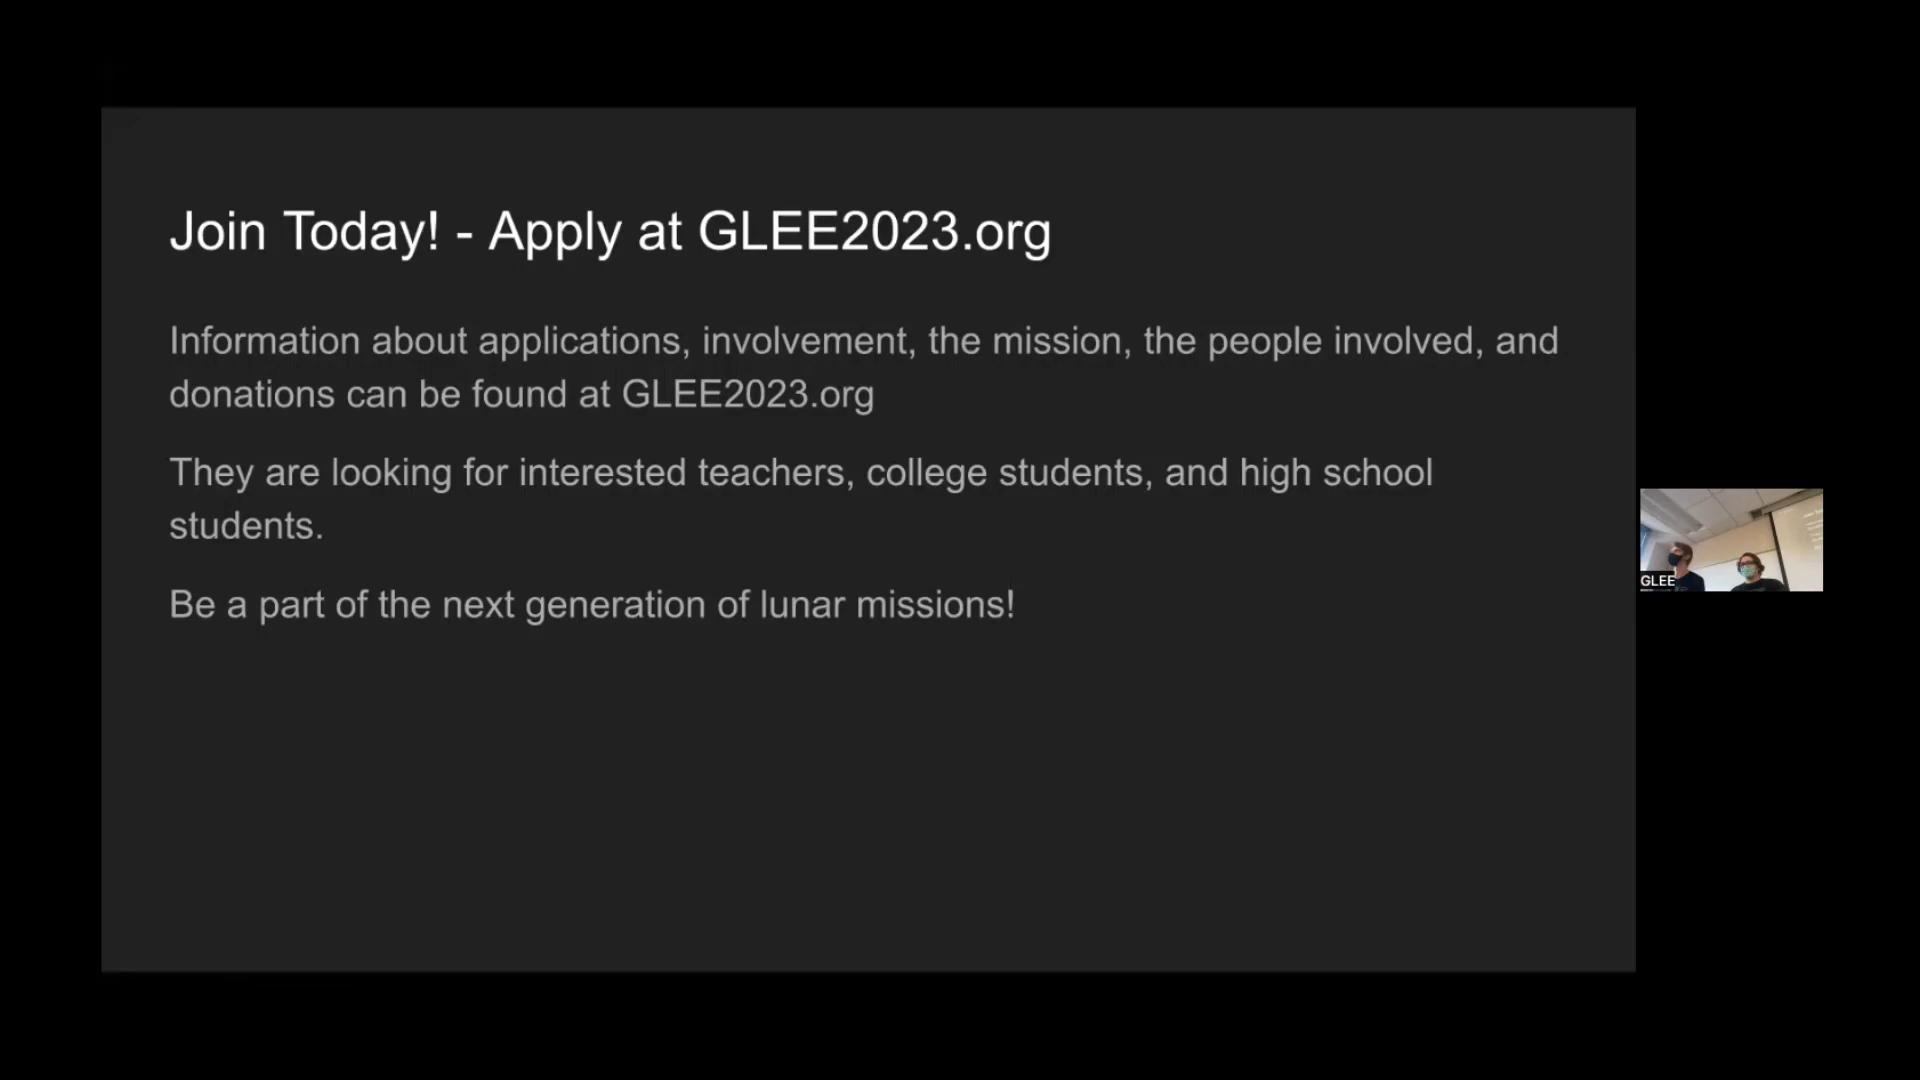 Join Today! - Apply at GLEE2023.org
Information about applications, involvement, the mission, the people involved, and
donations can be found at GLEE2023.org
They are looking for interested teachers, college students, and high school
students.
Be a part of the next generation of lunar missions!
GLEE